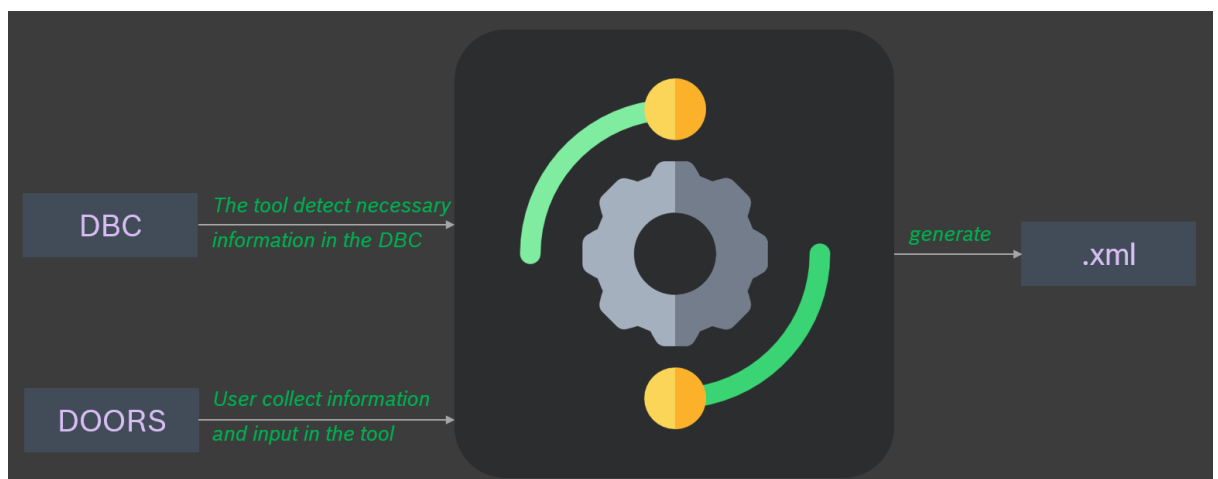 DBC
The tool detect necessary
information in the DBC
DOORS
User collect information
and input in the tool
generate
.xml